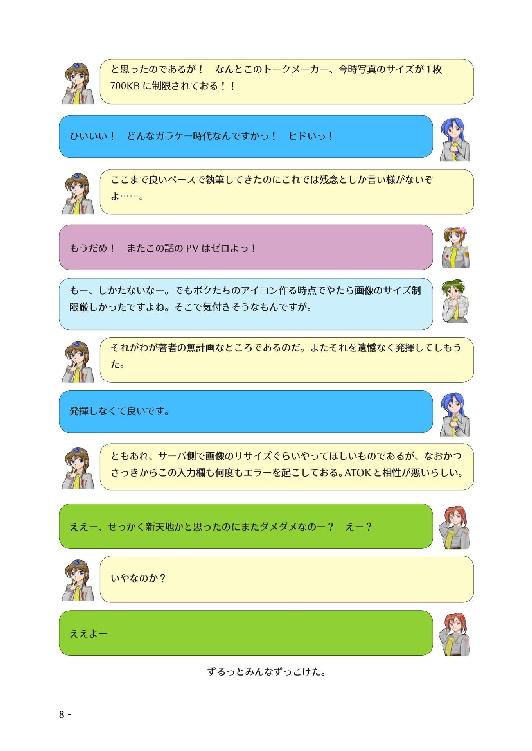 と思ったのであるが！　なんとこのトークメーカー、今時写真のサイズが1枚
700KBに制限されておる！！
ひいいい！　どんなガラケー時代なんですかっ！　ヒドいっ！
ここまで良いペースで執筆してきたのにこれでは残念としか言い様がないぞ
よ……。
もうだめ！　またこの話のPVはゼロよっ！
もー、しかたないなー。でもボクたちのアイコン作る時点でやたら画像のサイズ制
限厳しかったですよね。そこで気付きそうなもんですが。
それがわが著者の無計画なところであるのだ。またそれを遺憾なく発揮してしもう
た。
発揮しなくて良いです。
ともあれ、サーバ側で画像のリサイズぐらいやってほしいものであるが、なおかつ
さっきからこの入力欄も何度もエラーを起こしておる。ATOKと相性が悪いらしい。
ええー、せっかく新天地かと思ったのにまたダメダメなのー？　えー？
いやなのか？
ええよー
ずるっとみんなずっこけた。
8 -